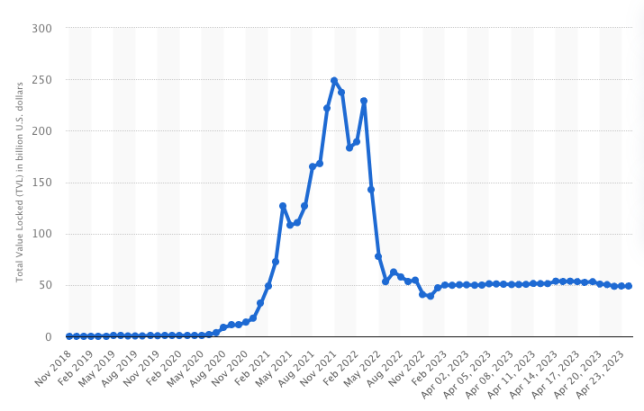 Total Value Locked (TVL) in billion U.S. dollars
300
250
200
150
100
50
0
Nov 2018
Feb 2019
May 2019
Aug 2019
Nov 2019
Feb 2020
May 2020
Aug 2020
Nov 2020
Feb 2021
May 2021
Aug 2021
Nov 2021
Feb 2022
May 2022
Aug 2022
Nov 2022
Feb 2023
Apr 02, 2023
Apr 05, 2023
Apr 08, 2023
Apr 11, 2023
Apr 14, 2023
Apr 17, 2023
Apr 20, 2023
Apr 23, 2023